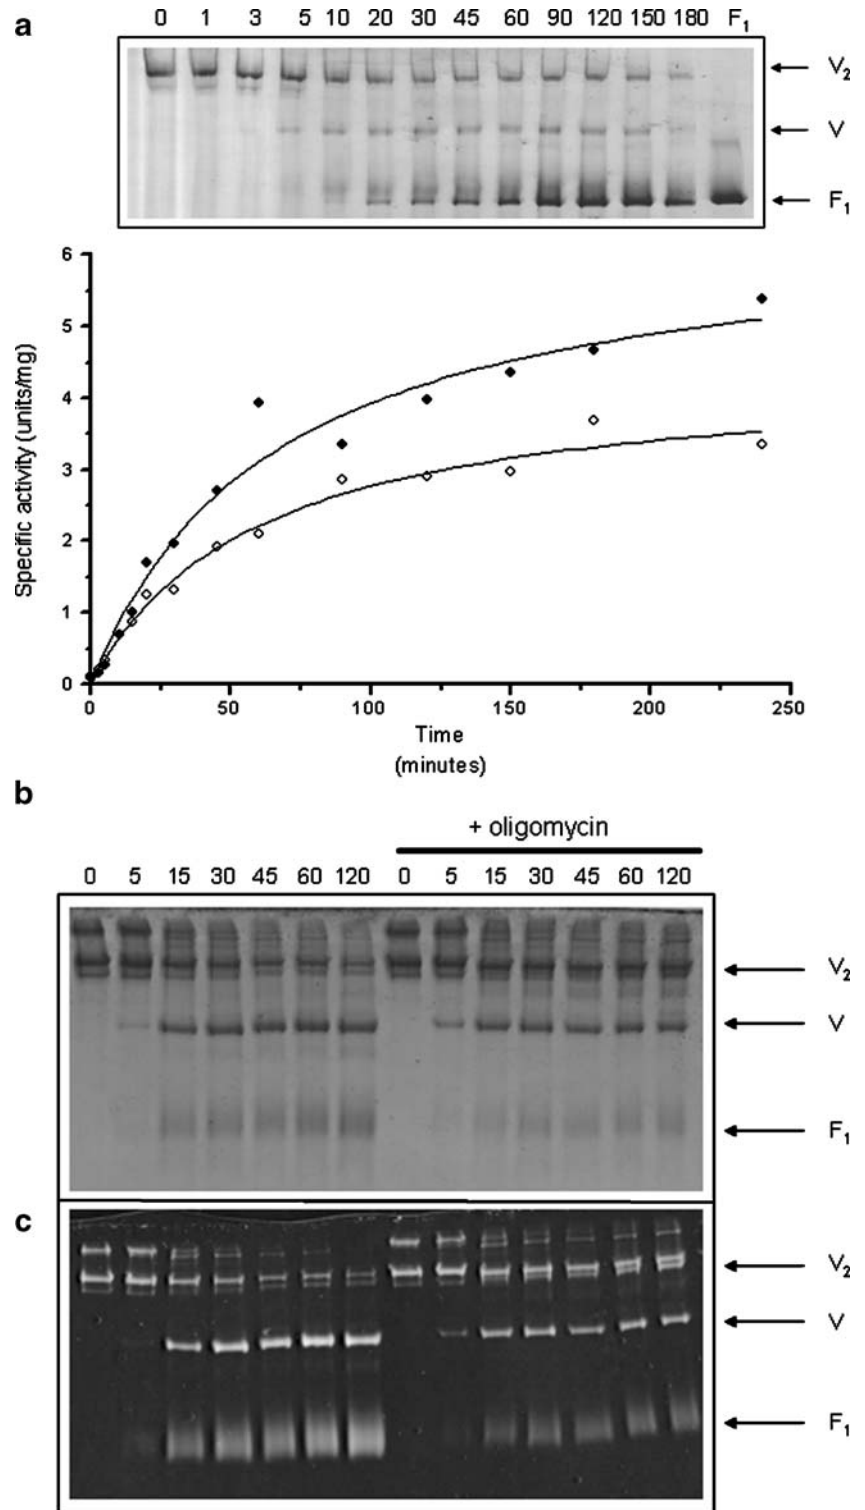 a
0 1 3 5 10 20 30 45 60 90 120 150 180 F₁
V₂
V
F₁
6
5
4
3
2
1
0
Specific activity (units/mg)
0 50 100 150 200 250
Time
(minutes)
b
+ oligomycin
0 5 15 30 45 60 120 0 5 15 30 45 60 120
V₂
V
F₁
c
V₂
V
F₁